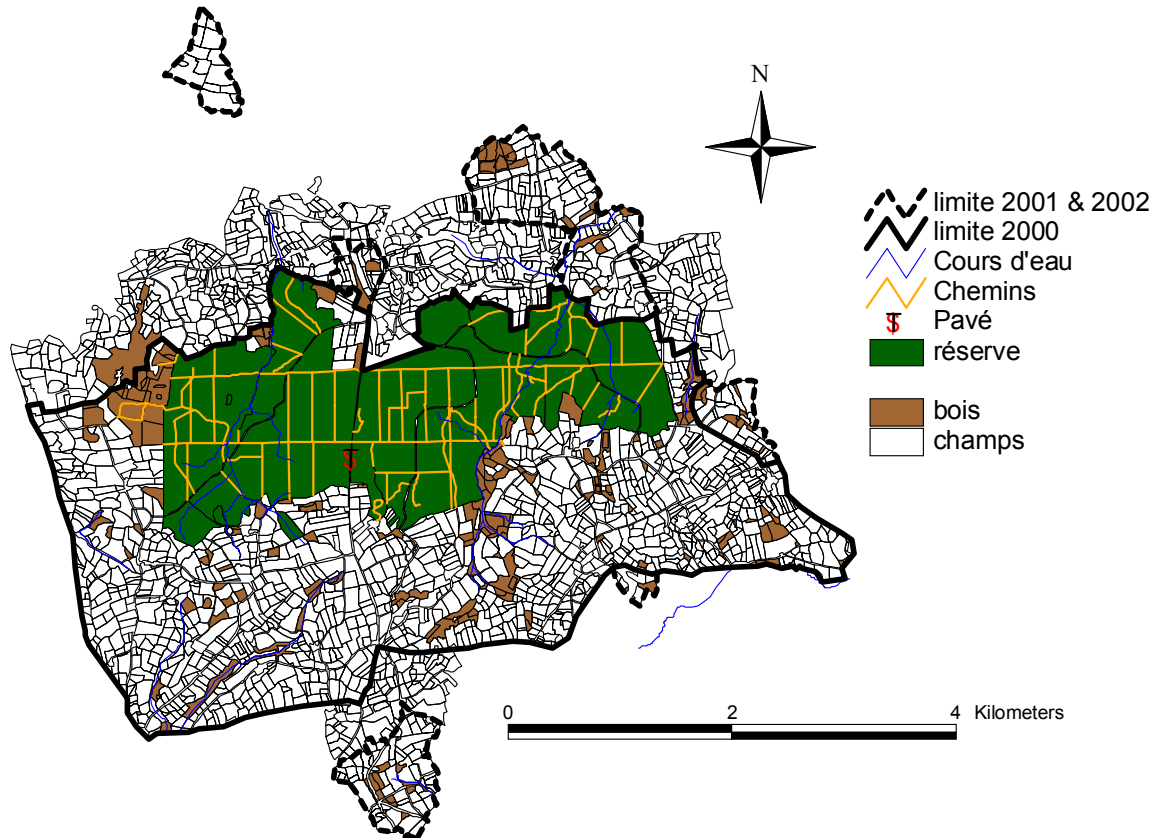 N
limite 2001 & 2002
limite 2000
Cours d'eau
Chemins
Pavé
réserve
bois
champs
0 2 4 Kilometers